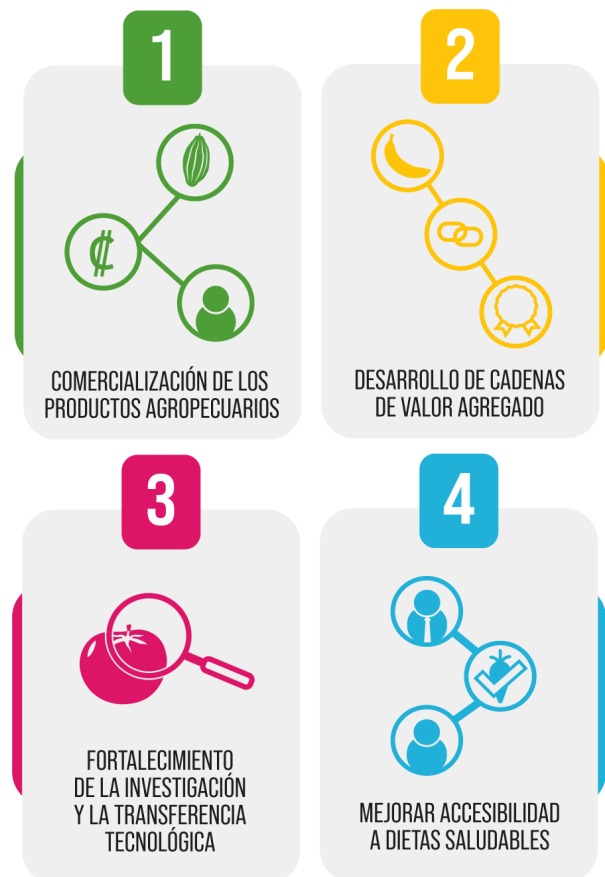 1
COMERCIALIZACIÓN DE LOS
PRODUCTOS AGROPECUARIOS
2
DESARROLLO DE CADENAS
DE VALOR AGREGADO
3
FORTALECIMIENTO
DE LA INVESTIGACIÓN
Y LA TRANSFERENCIA
TECNOLÓGICA
4
MEJORAR ACCESIBILIDAD
A DIETAS SALUDABLES
₡